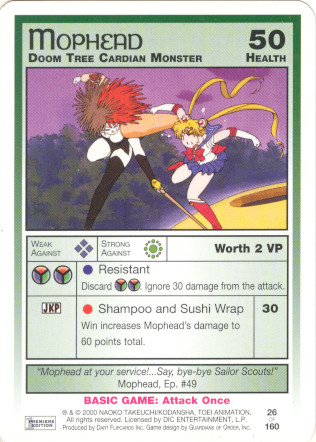 MOPHEAD
50
DOOM TREE CARDIAN MONSTER
HEALTH
WEAK AGAINST
STRONG AGAINST
Worth 2 VP
Resistant
Discard . Ignore 30 damage from the attack.
JKP
Shampoo and Sushi Wrap
30
Win increases Mophead's damage to
60 points total.
"Mophead at your service!...Say, bye-bye Sailor Scouts!"
Mophead, Ep. #49
BASIC GAME: Attack Once
PREMIERE EDITION
® & © 2000 NAOKO TAKEUCHI/KODANSHA, TOEI ANIMATION.
All rights reserved. Licensed by DIC ENTERTAINMENT, L.P.
PRODUCED BY DART FLIPCARDS INC. GAME DESIGN BY GUARDIANS OF ORDER, INC.
26
OF
160